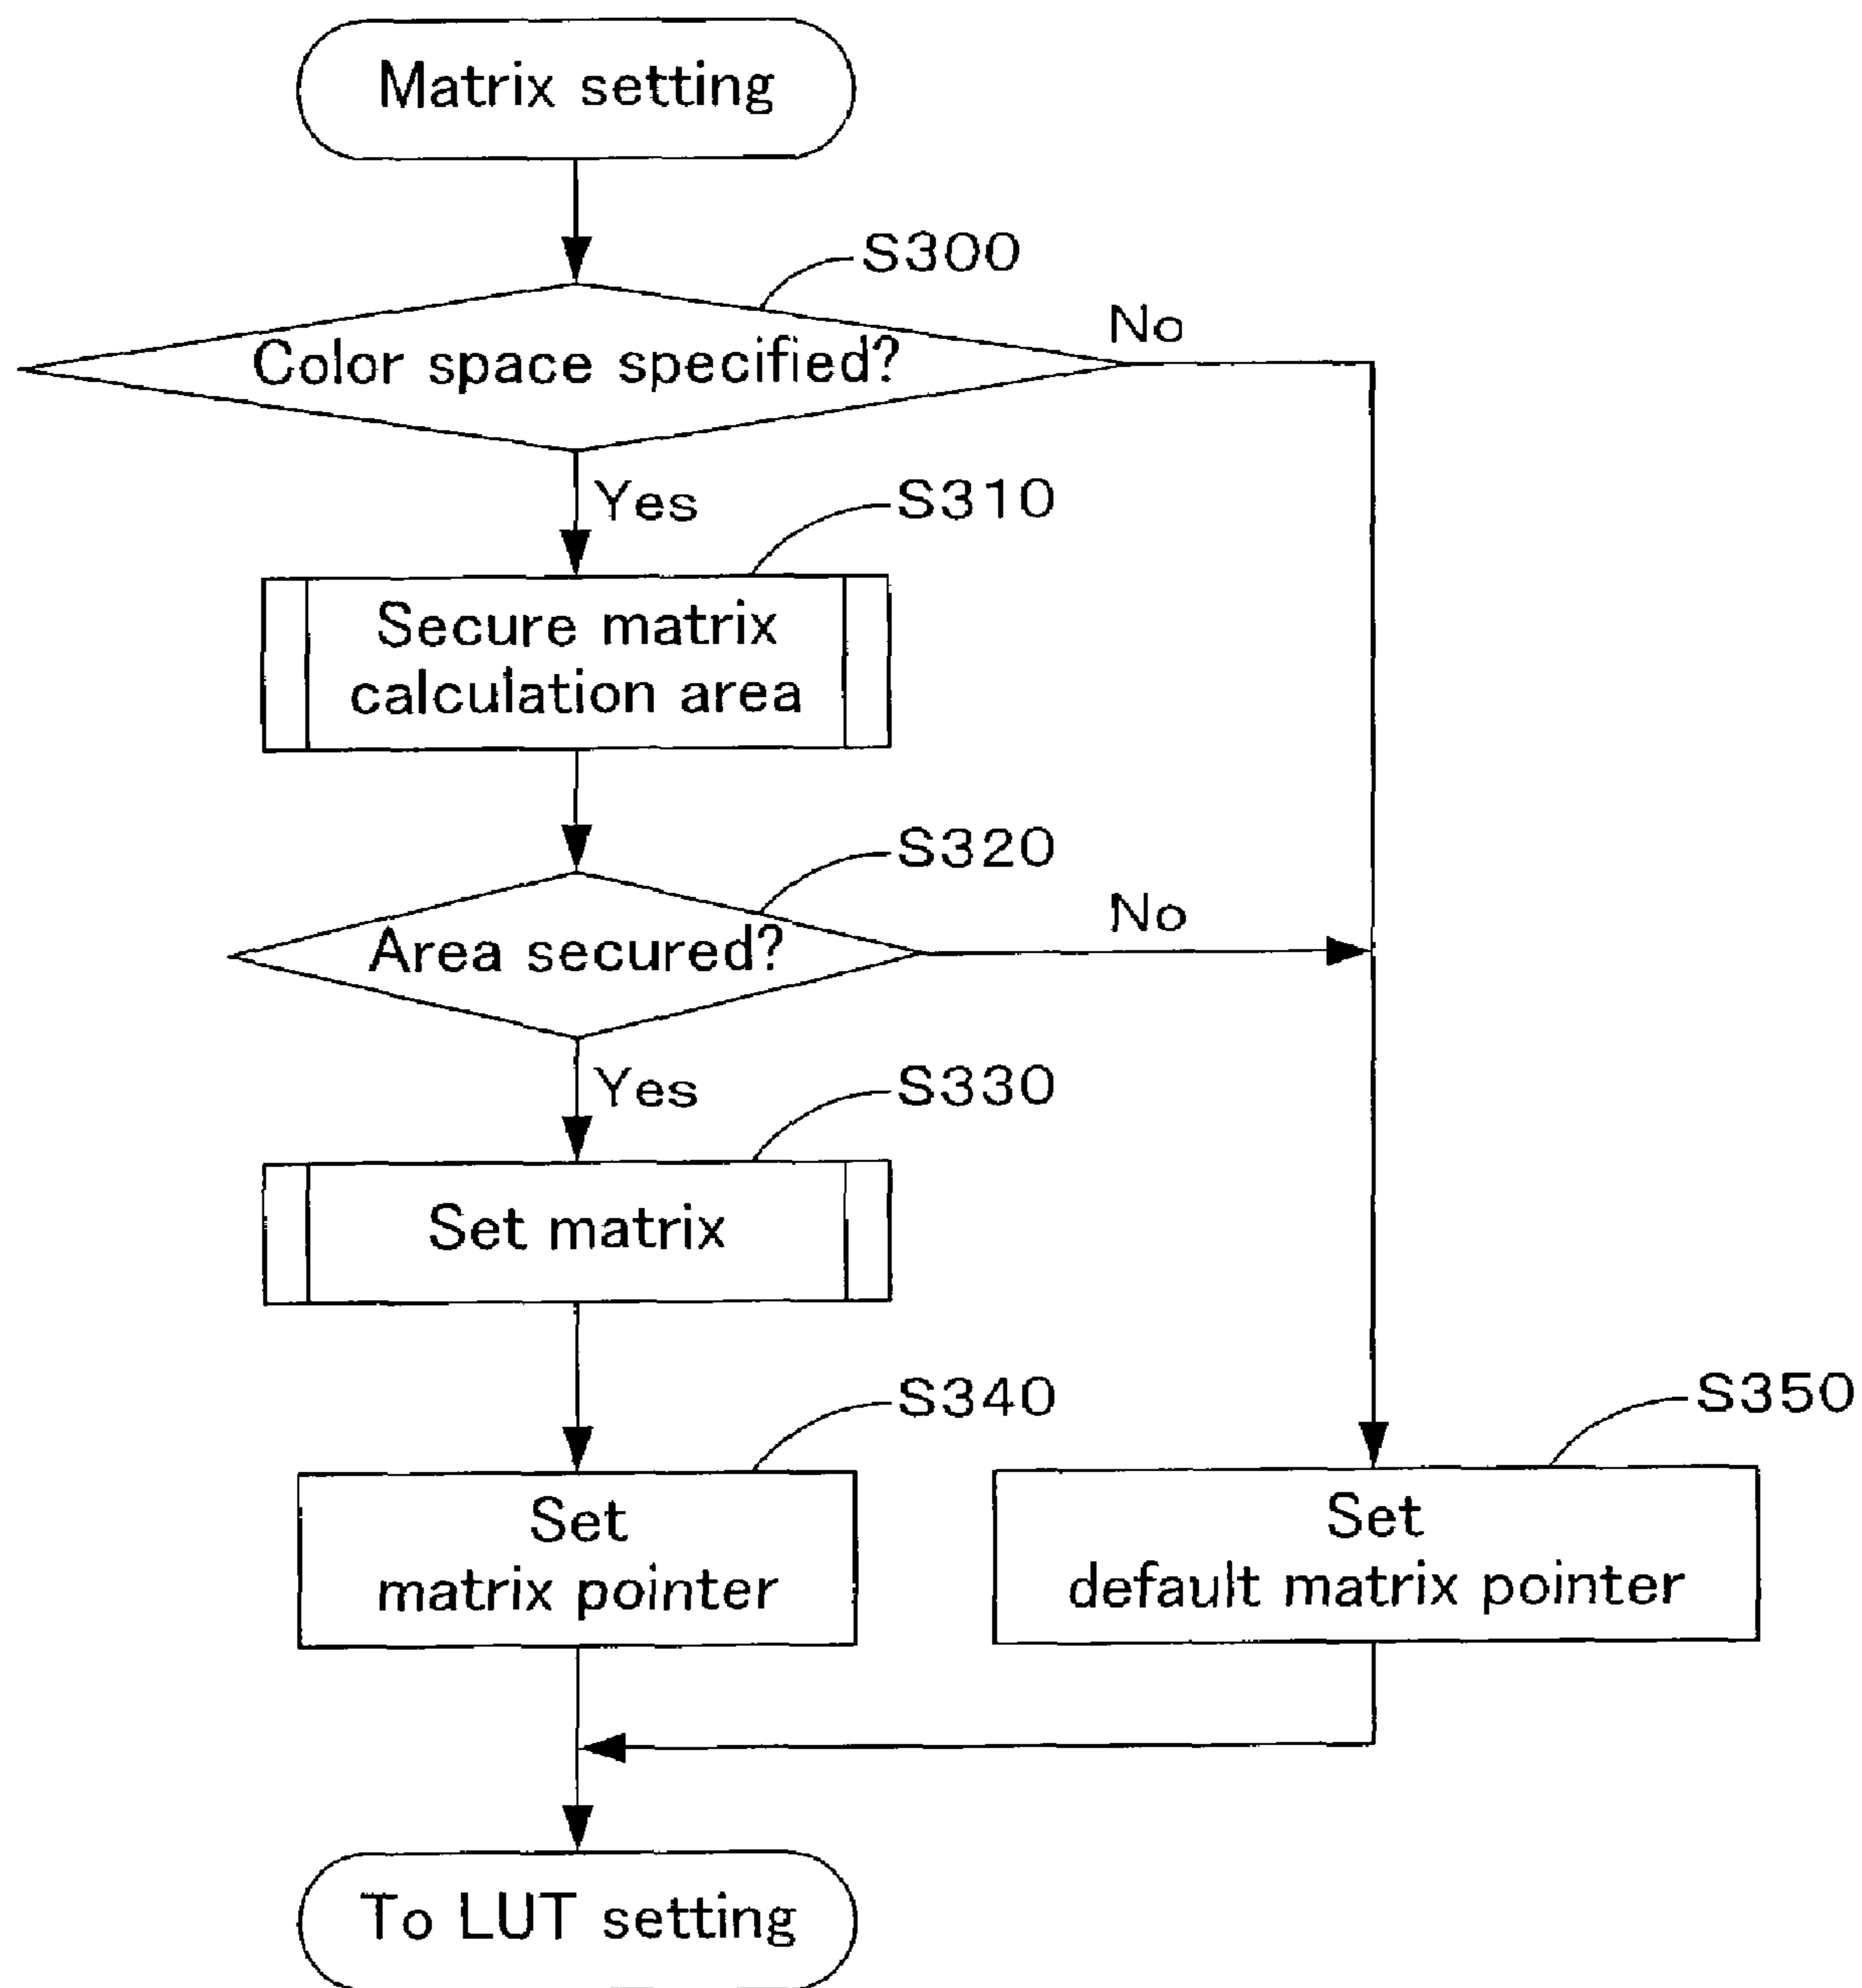 Matrix setting
S300
No
Color space specified?
Yes
S310
Secure matrix
calculation area
S320
No
Area secured?
Yes
S330
Set matrix
S340
S350
Set
matrix pointer
Set
default matrix pointer
To LUT setting